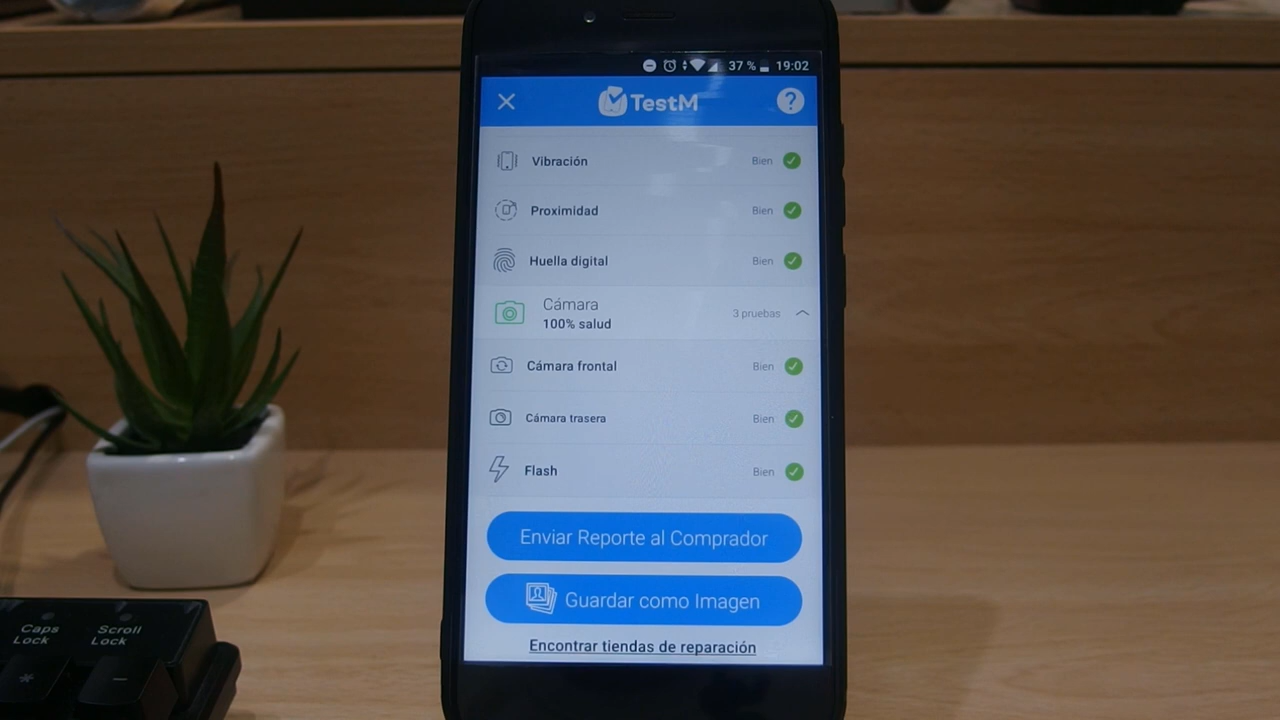 37 % 19:02
TestM
?
Vibración Bien
Proximidad Bien
Huella digital Bien
Cámara
100% salud
3 pruebas
Cámara frontal Bien
Cámara trasera Bien
Flash Bien
Enviar Reporte al Comprador
Guardar como Imagen
Encontrar tiendas de reparación
Caps Lock
Scroll Lock
* -